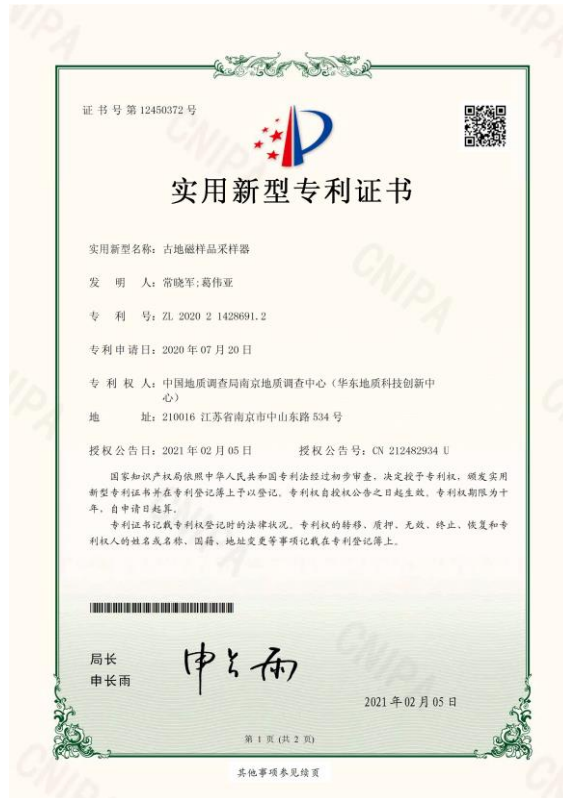 证书号第12450372号
实用新型专利证书
实用新型名称：古地磁样品采样器
发明人：常晓军;葛伟亚
专利号：ZL 2020 2 1428691.2
专利申请日：2020年07月20日
专利权人：中国地质调查局南京地质调查中心（华东地质科技创新中
心）
地址：210016 江苏省南京市中山东路534号
授权公告日：2021年02月05日 授权公告号：CN 212482934 U
国家知识产权局依照中华人民共和国专利法经过初步审查，决定授予专利权，颁发实用
新型专利证书并在专利登记簿上予以登记。专利权自授权公告之日起生效。专利权期限为十
年，自申请日起算。
专利证书记载专利权登记时的法律状况。专利权的转移、质押、无效、终止、恢复和专
利权人的姓名或名称、国籍、地址变更等事项记载在专利登记簿上。
局长
申长雨
申长雨
2021年02月05日
第 1 页 (共 2 页)
其他事项参见续页
CNIPA
CNIPA
CNIPA
CNIPA